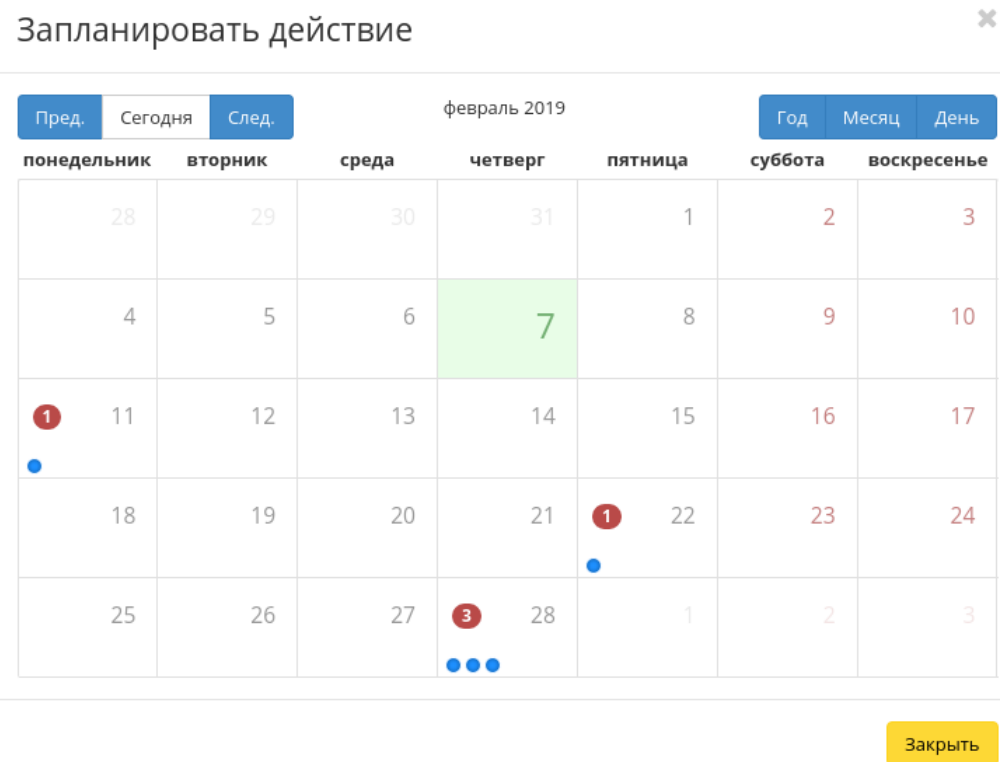 Запланировать действие ✖
Пред. Сегодня След. февраль 2019 Год Месяц День
понедельник вторник среда четверг пятница суббота воскресенье
28 29 30 31 1 2 3
4 5 6 7 8 9 10
1 11 12 13 14 15 16 17
18 19 20 21 1 22 23 24
25 26 27 3 28 1 2 3
Закрыть